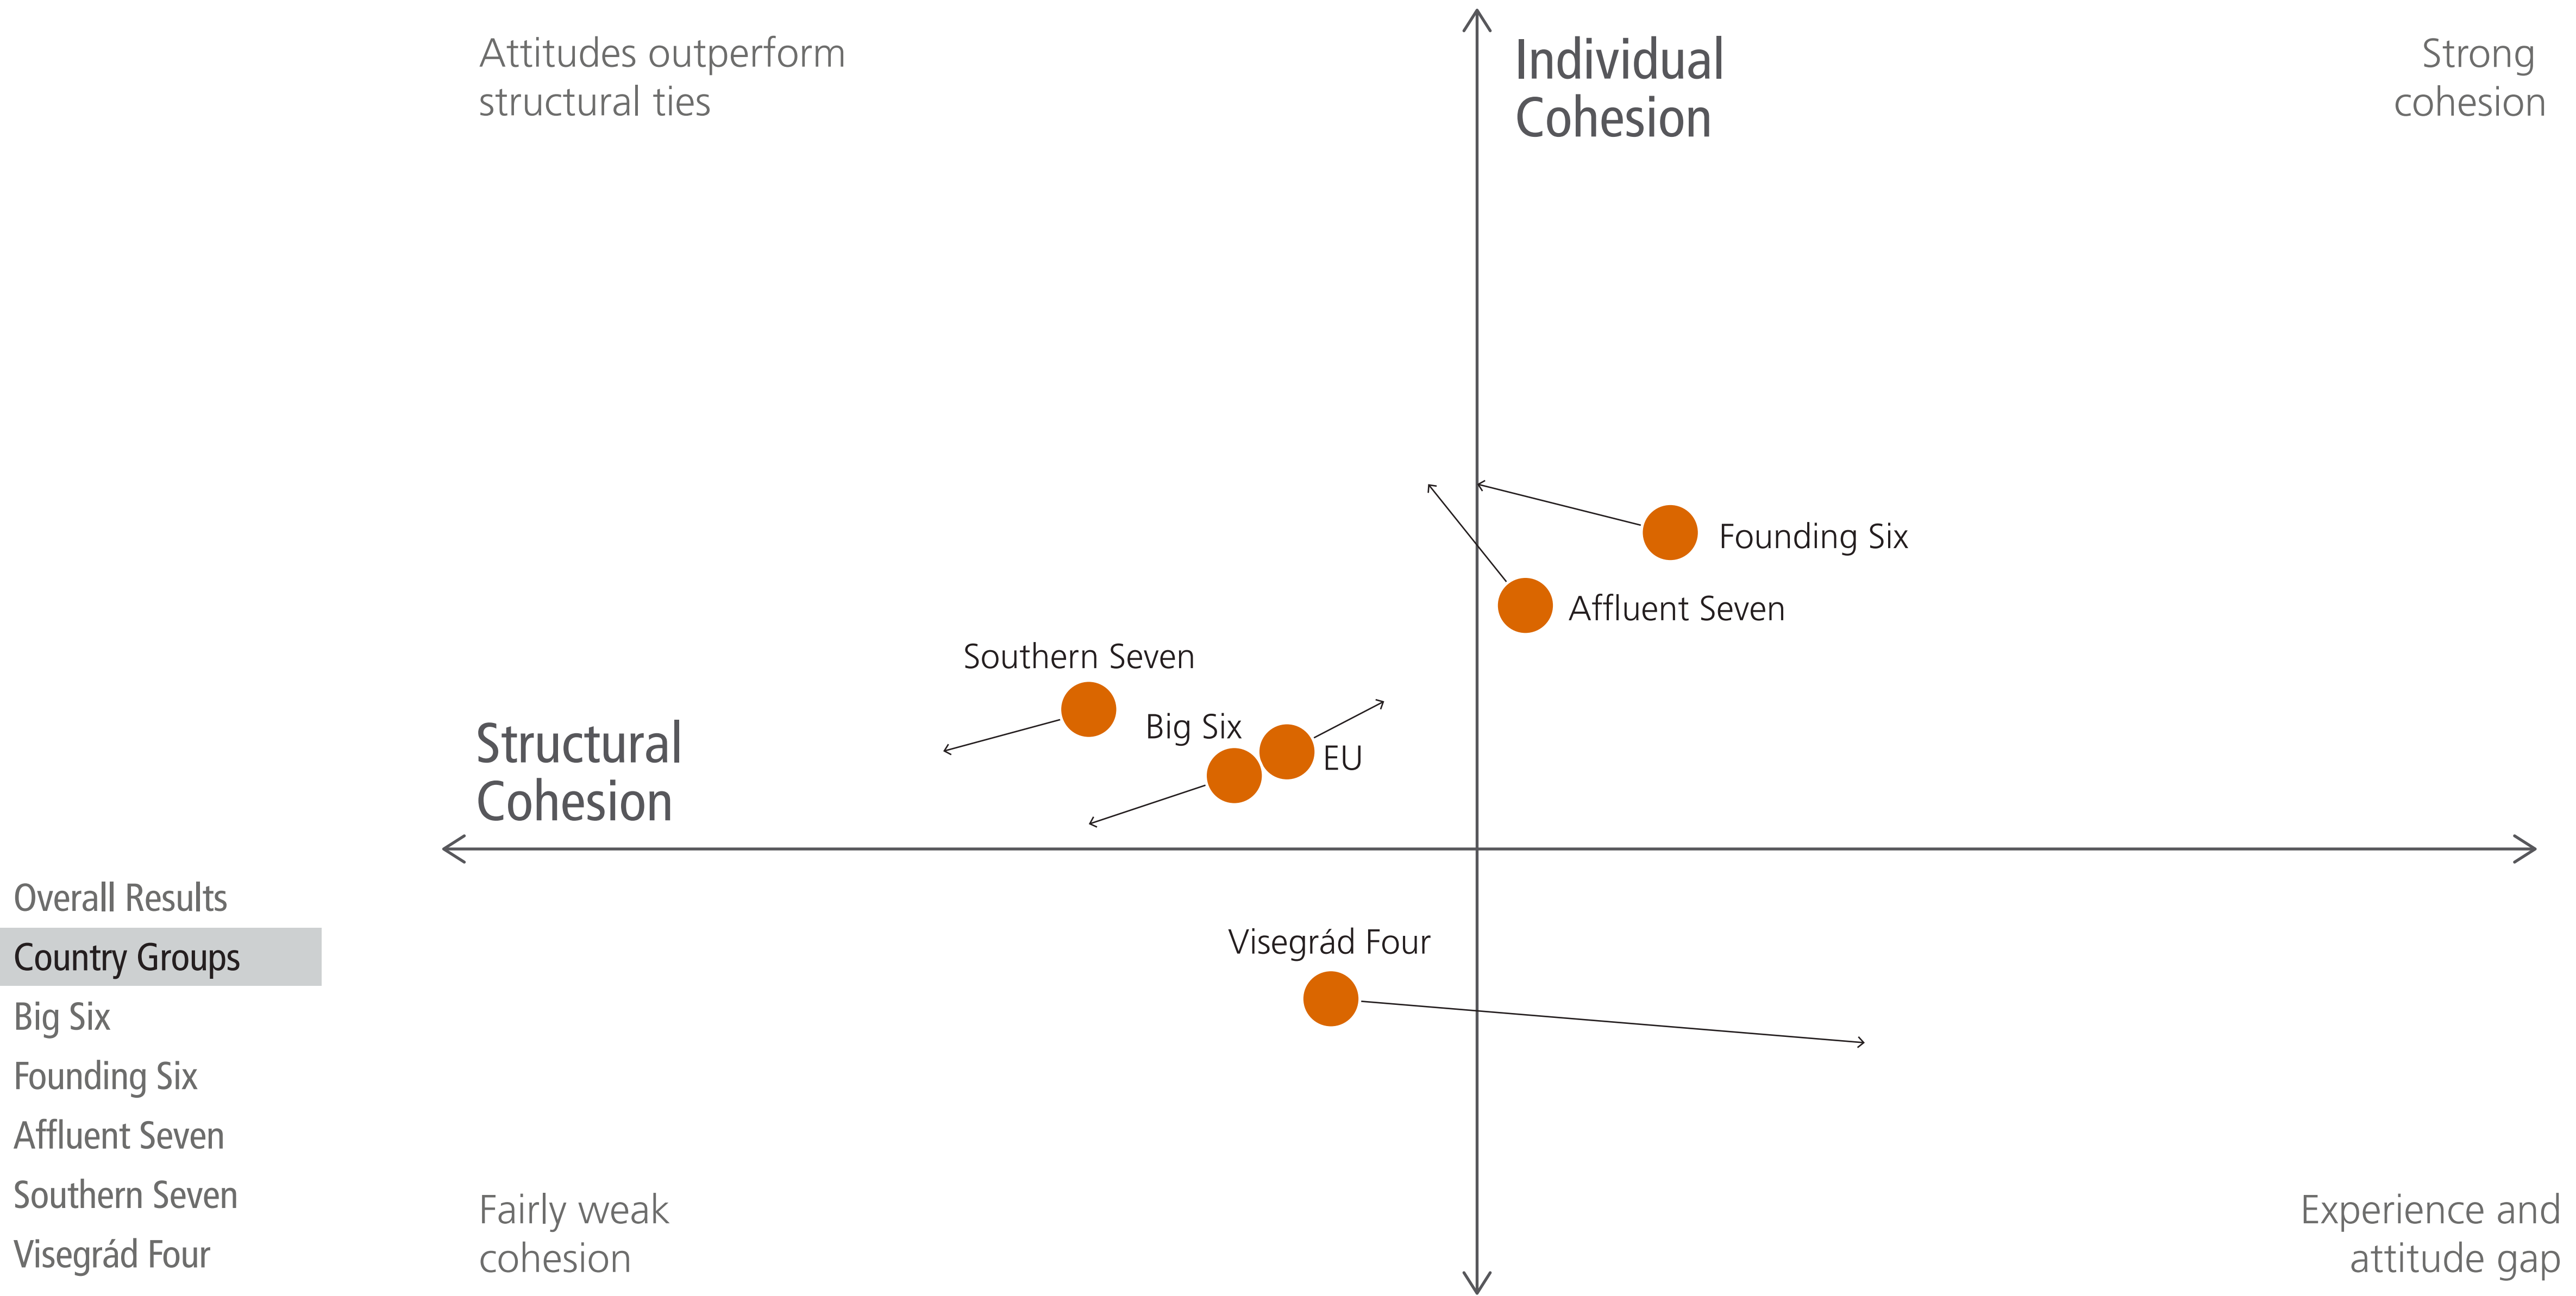 Attitudes outperform
structural ties
Individual
Cohesion
Strong
cohesion
Founding Six
Affluent Seven
Southern Seven
Big Six
EU
Structural
Cohesion
Visegrád Four
Overall Results
Country Groups
Big Six
Founding Six
Affluent Seven
Southern Seven
Visegrád Four
Fairly weak
cohesion
Experience and
attitude gap